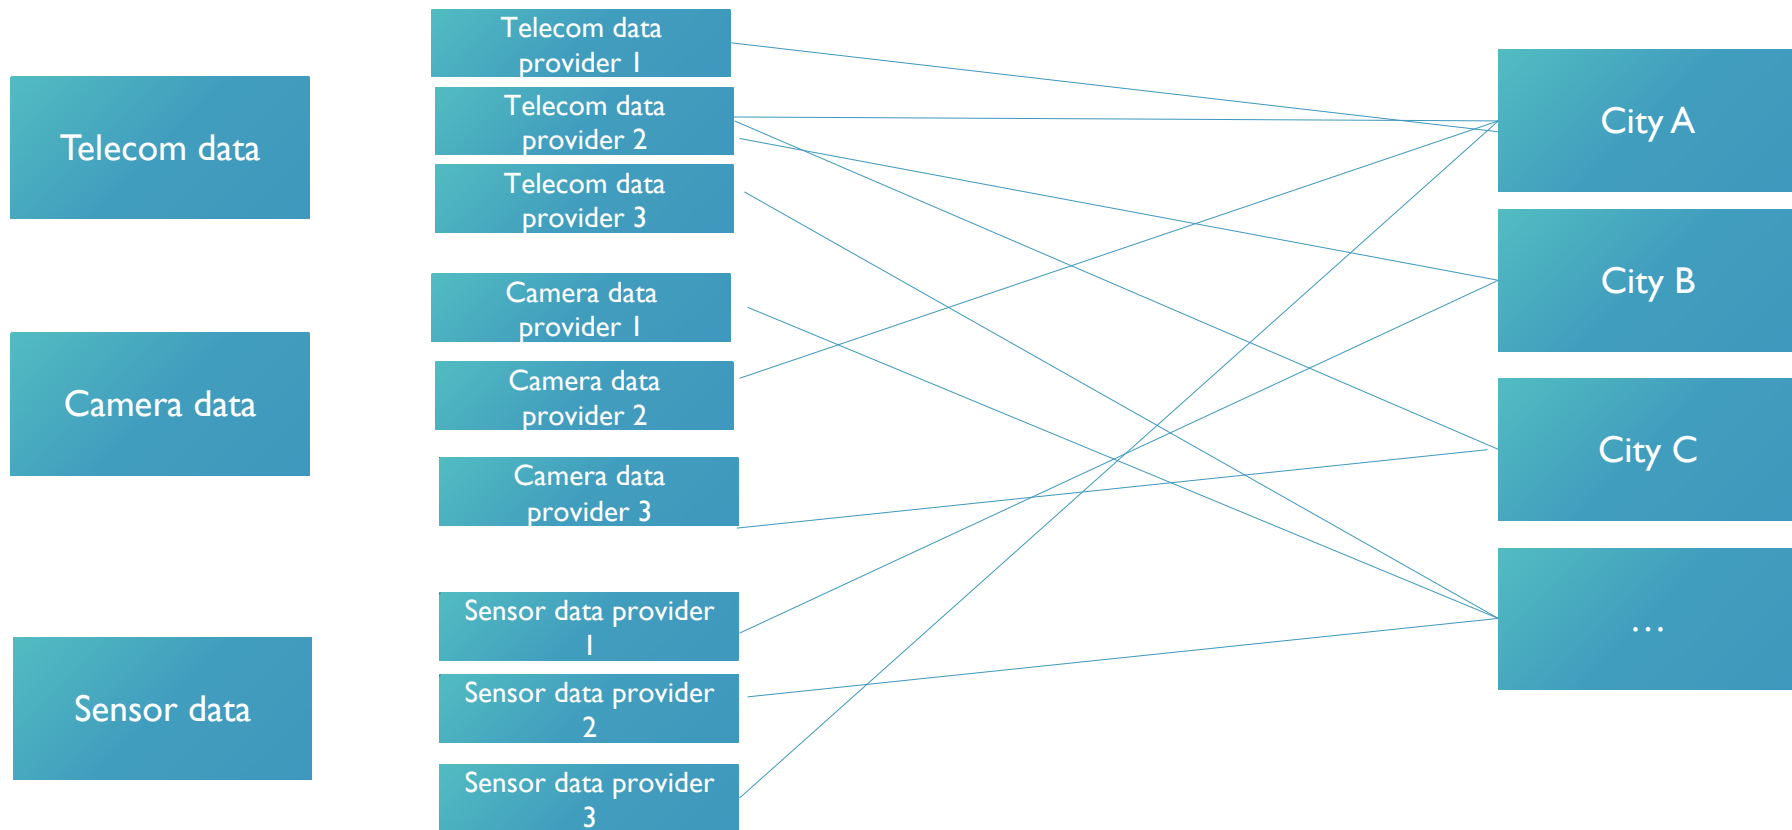 Telecom data
Camera data
Sensor data
Telecom data
provider 1
Telecom data
provider 2
Telecom data
provider 3
Camera data
provider 1
Camera data
provider 2
Camera data
provider 3
Sensor data provider
1
Sensor data provider
2
Sensor data provider
3
City A
City B
City C
...